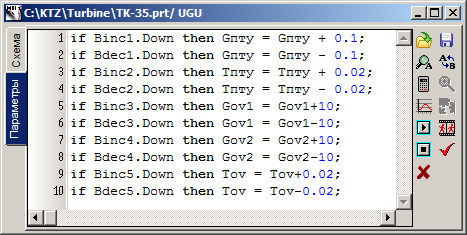 C:\KTZ\Turbine\TK-35.prt/ UGU
Схема
Параметры
1 if Binc1.Down then Gпту = Gпту + 0.1;
2 if Bdec1.Down then Gпту = Gпту - 0.1;
3 if Binc2.Down then Tпту = Tпту + 0.02;
4 if Bdec2.Down then Tпту = Tпту - 0.02;
5 if Binc3.Down then Gov1 = Gov1+10;
6 if Bdec3.Down then Gov1 = Gov1-10;
7 if Binc4.Down then Gov2 = Gov2+10;
8 if Bdec4.Down then Gov2 = Gov2-10;
9 if Binc5.Down then Tov = Tov+0.02;
10 if Bdec5.Down then Tov = Tov-0.02;